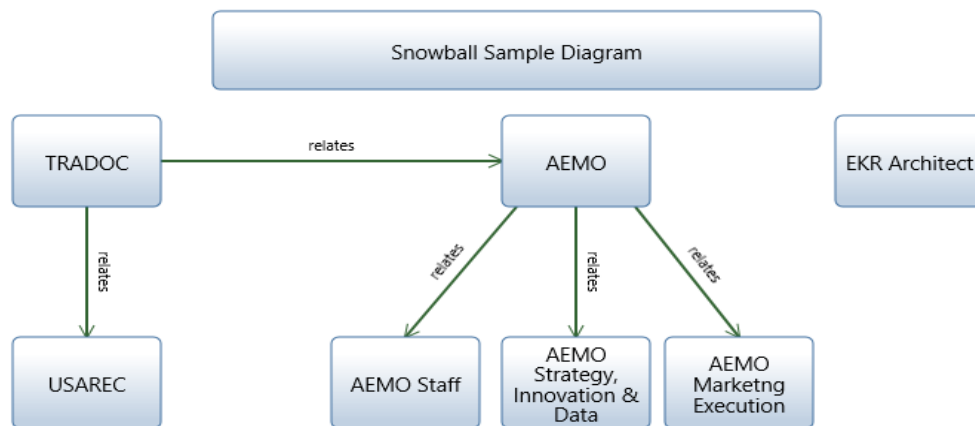 Snowball Sample Diagram
TRADOC
relates
AEMO
EKR Architect
relates
relates
relates
relates
USAREC
AEMO Staff
AEMO
Strategy,
Innovation &
Data
AEMO
Marketng
Execution